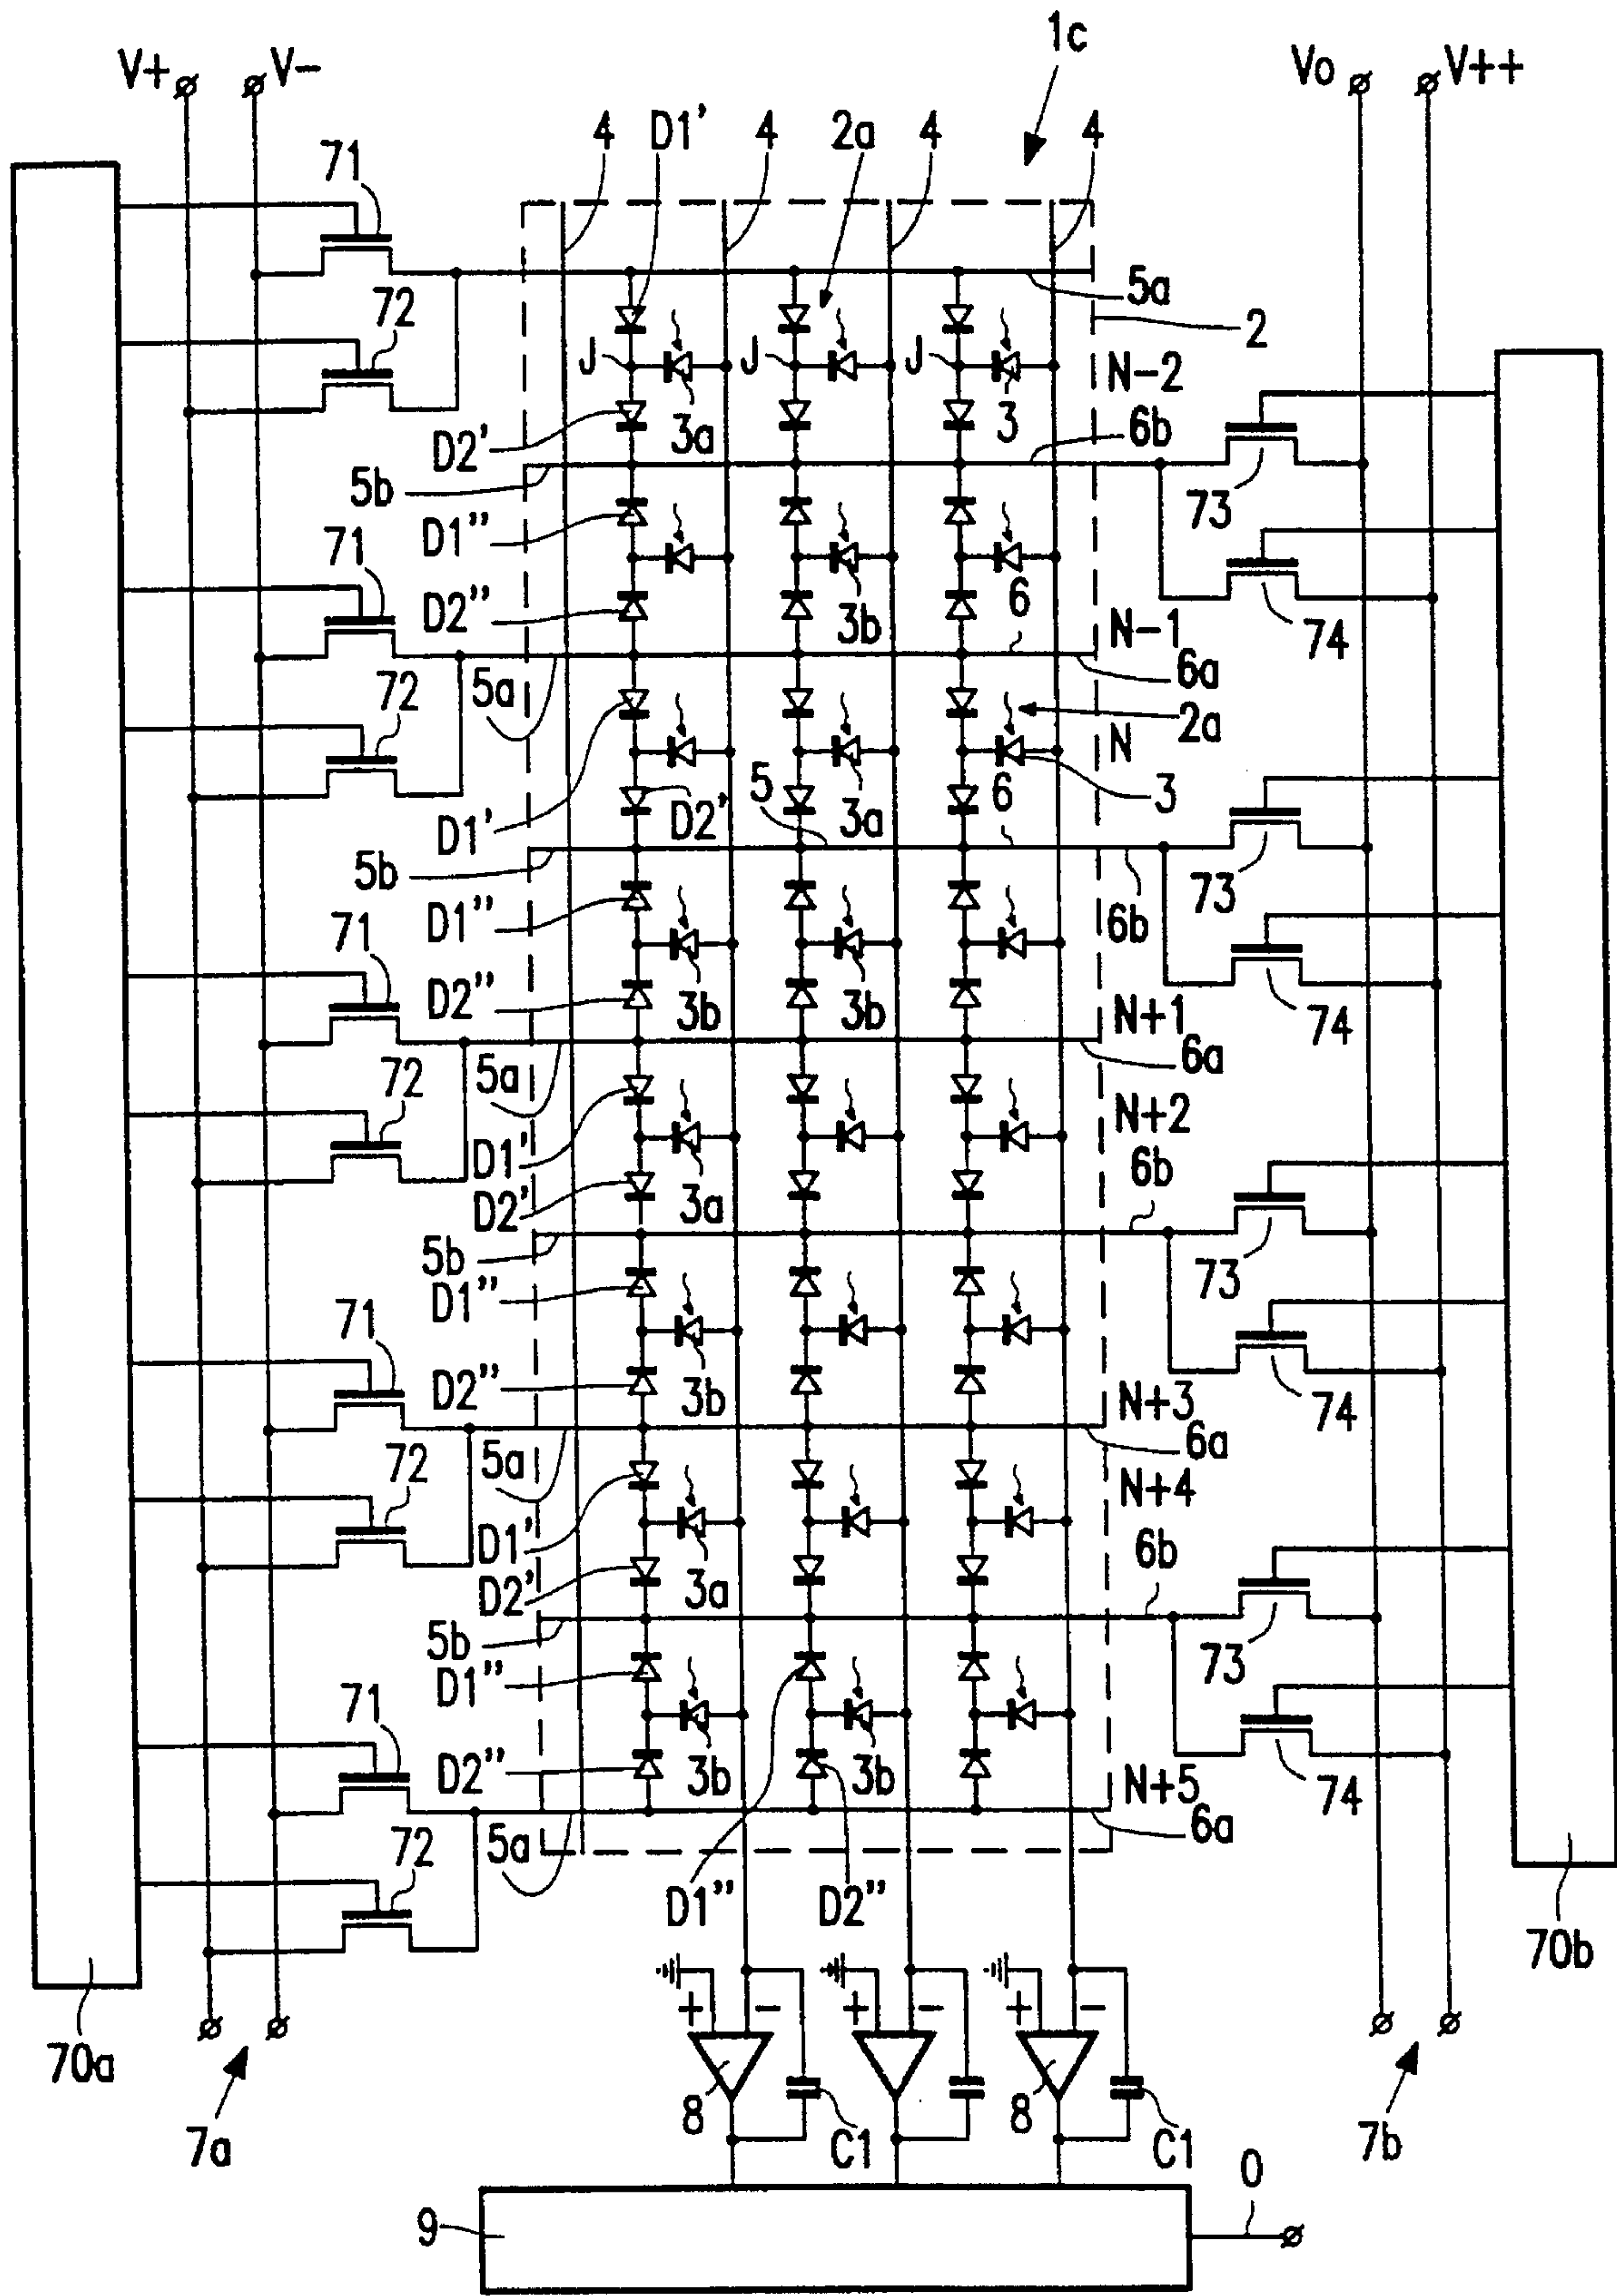 1c
V+ V- Vo V++
4 D1' 4 2a 4 4
71
5a
72 2
J J J N-2
D2' 3a 3 6b
5b 73
D1''
71
D2'' 3b 6 N-1 74
5a 6a
72 2a
N
D1' D2' 5 3a 6 3
5b 73
D1'' 6b
71
D2'' 3b 3b N+1 74
5a 6a
72
N+2
D1' 6b
D2' 3a
5b 73
D1''
71
D2'' 3b N+3 74
5a 6a
72 N+4
D1' 6b
D2' 3a
5b 73
D1''
71
D2'' 3b 3b N+5 74
5a 6a
72
D1'' D2'' 70b
+ - + - + -
70a
8 8
7a C1 C1 7b
0
9